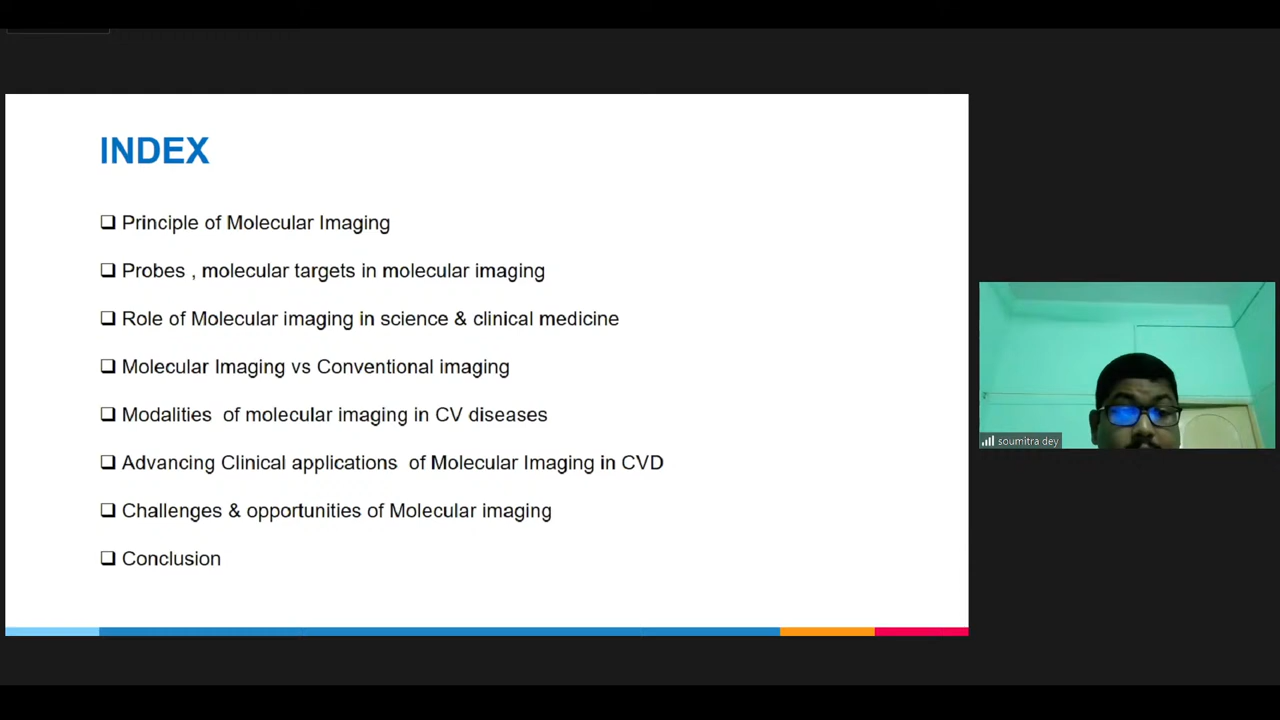 INDEX
❑ Principle of Molecular Imaging
❑ Probes , molecular targets in molecular imaging
❑ Role of Molecular imaging in science & clinical medicine
❑ Molecular Imaging vs Conventional imaging
❑ Modalities  of molecular imaging in CV diseases
❑ Advancing Clinical applications  of Molecular Imaging in CVD
❑ Challenges & opportunities of Molecular imaging
❑ Conclusion
soumitra dey